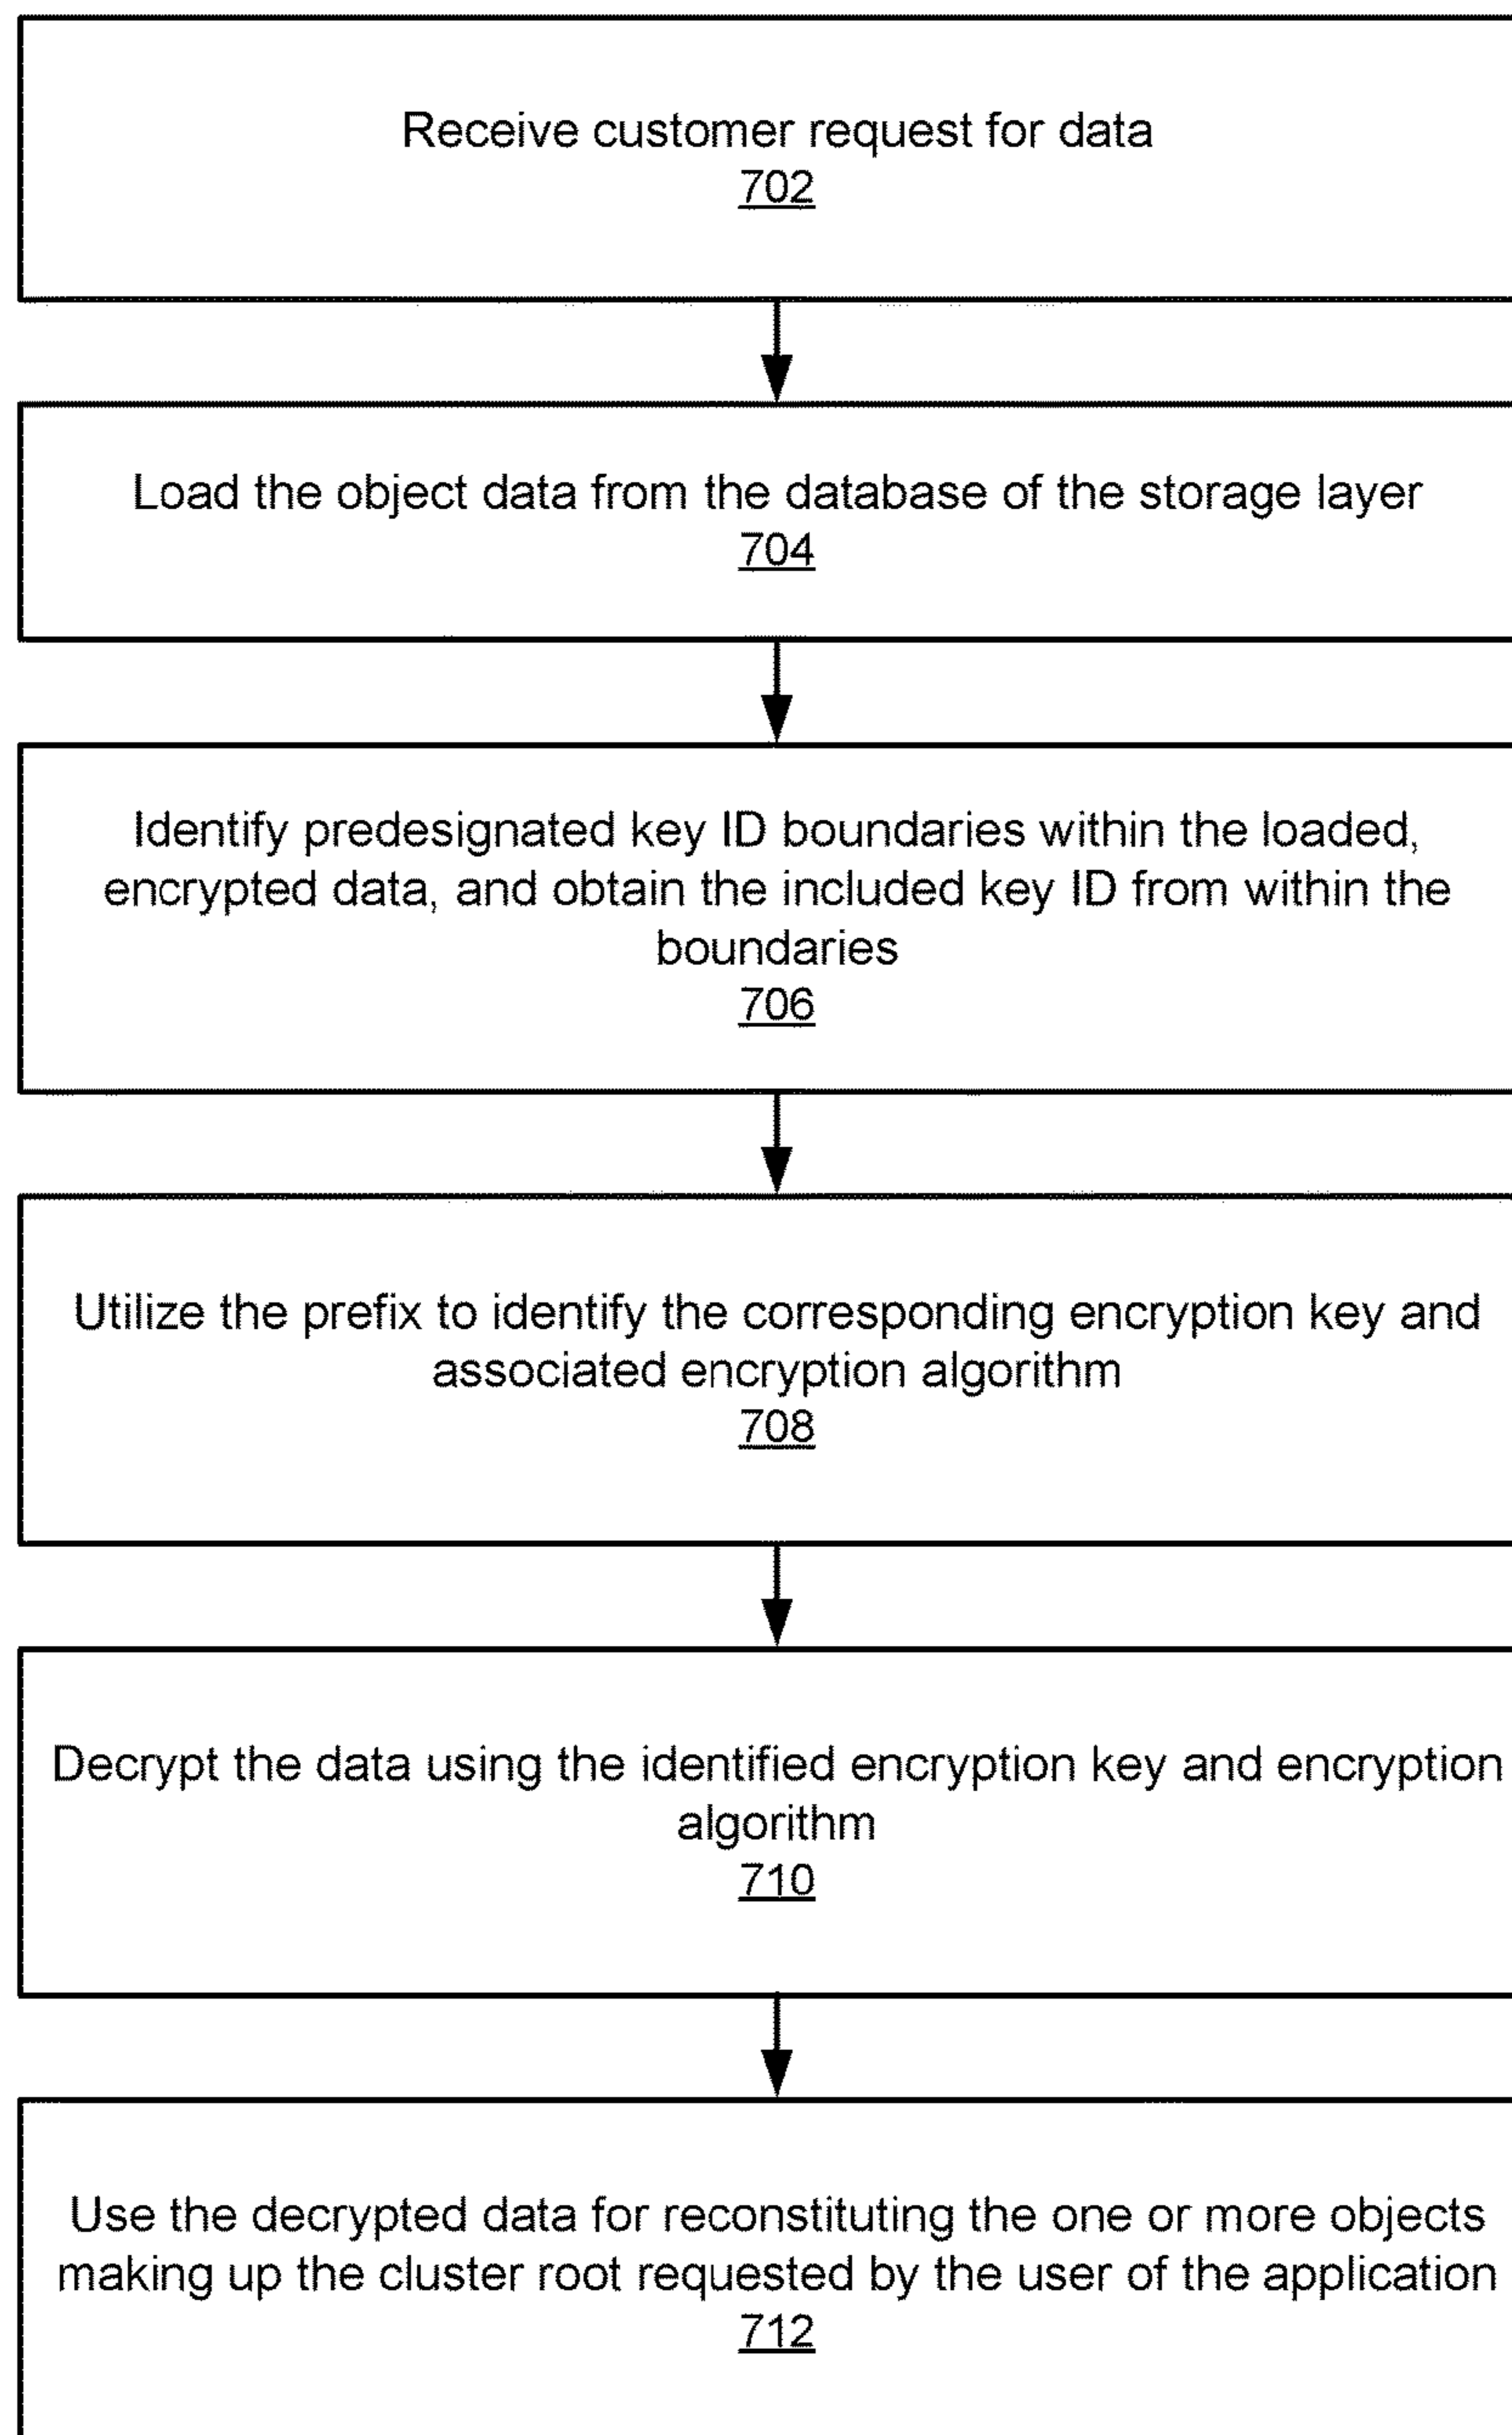 Receive customer request for data
702
Load the object data from the database of the storage layer
704
Identify predesignated key ID boundaries within the loaded,
encrypted data, and obtain the included key ID from within the
boundaries
706
Utilize the prefix to identify the corresponding encryption key and
associated encryption algorithm
708
Decrypt the data using the identified encryption key and encryption
algorithm
710
Use the decrypted data for reconstituting the one or more objects
making up the cluster root requested by the user of the application
712